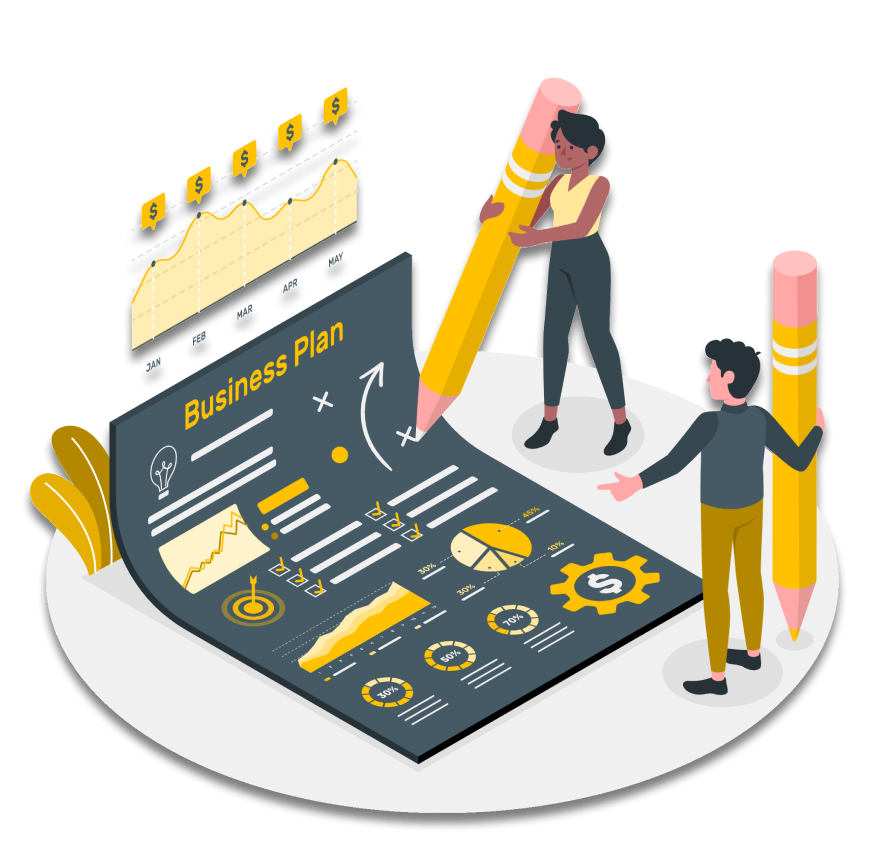 $ $ $ $ $
JAN FEB MAR APR MAY
Business Plan
45%
30% 10%
30%
$
70%
50%
30%